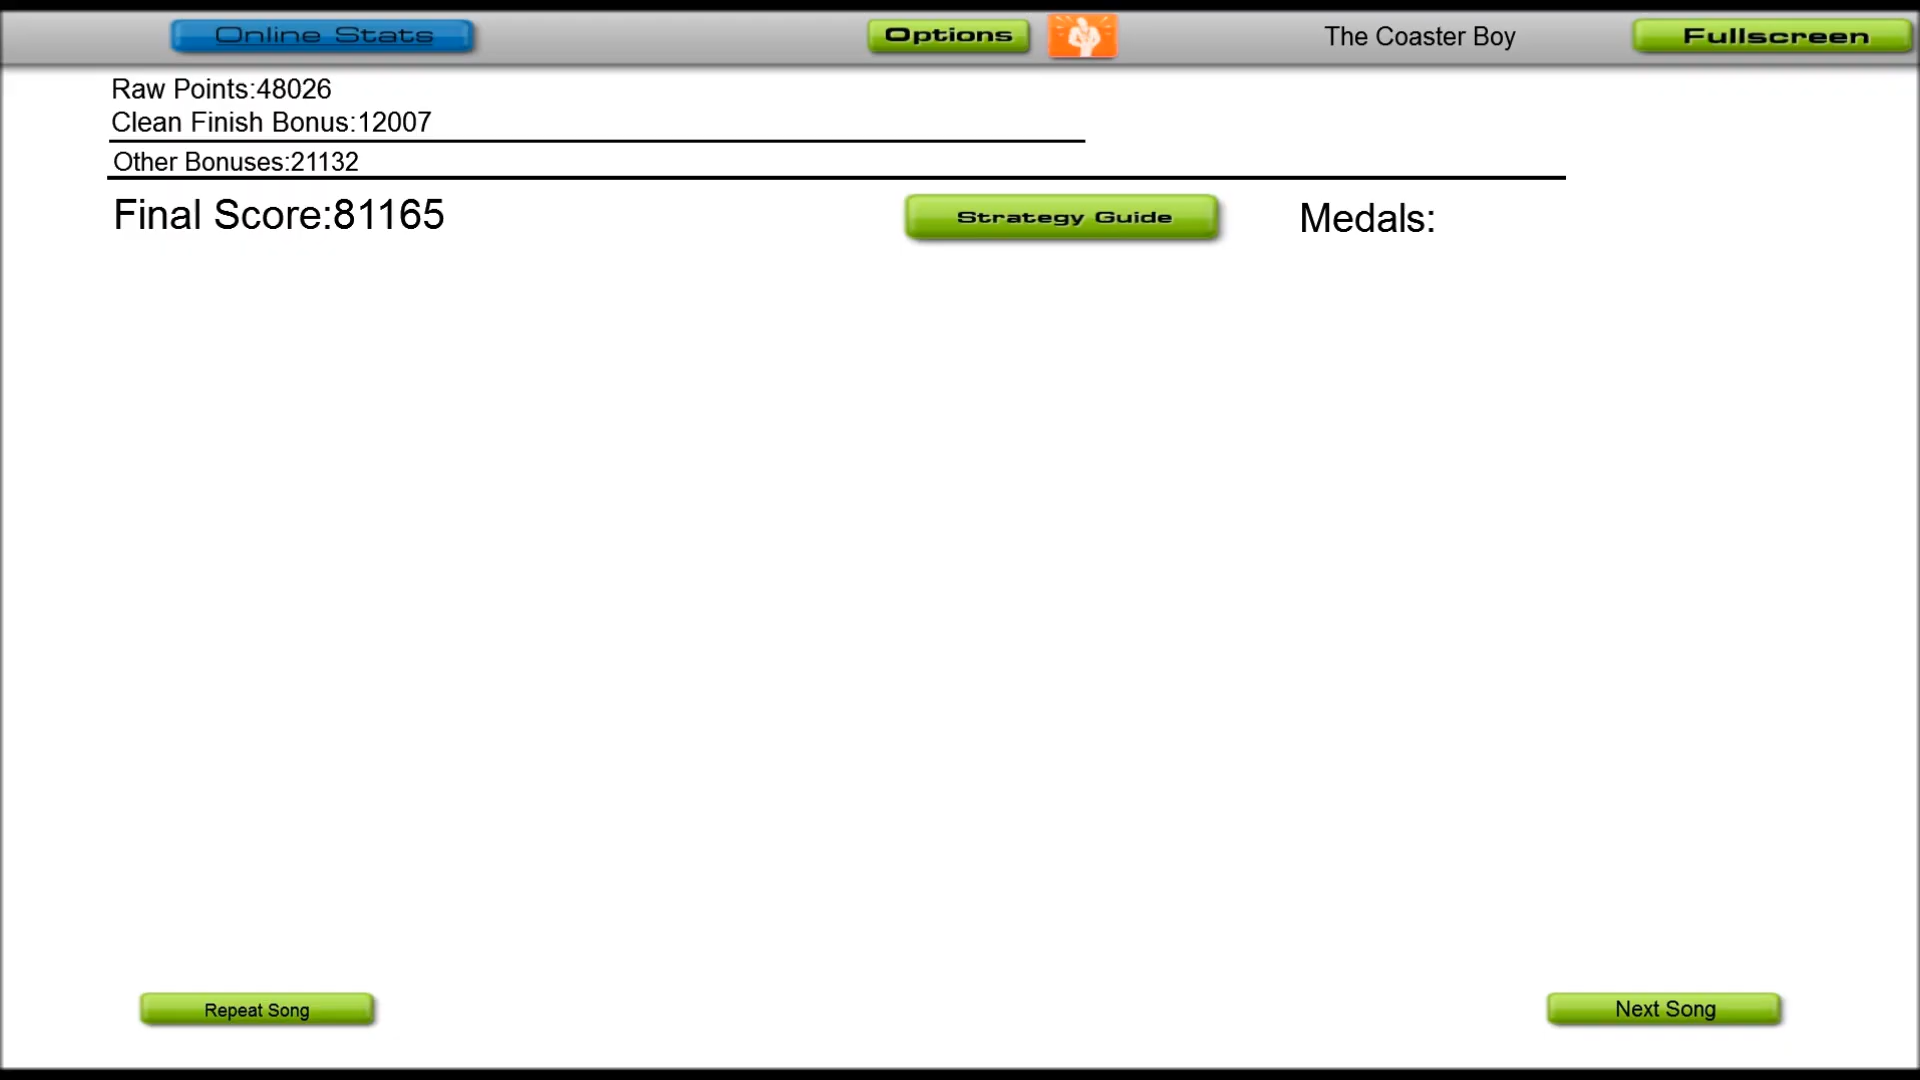 Online Stats
Options
The Coaster Boy
Fullscreen
Raw Points:48026
Clean Finish Bonus:12007
Other Bonuses:21132
Final Score:81165
Strategy Guide
Medals:
Repeat Song
Next Song